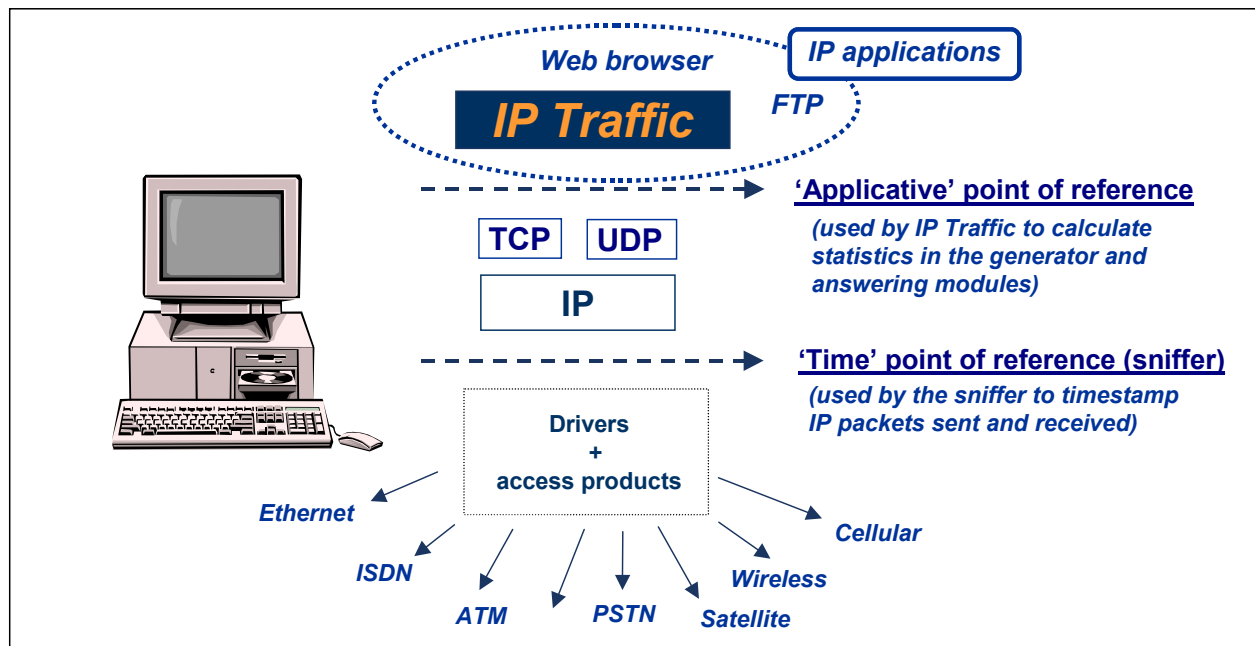 Web browser
IP applications
IP Traffic
FTP
‘Applicative’ point of reference
(used by IP Traffic to calculate
statistics in the generator and
answering modules)
TCP
UDP
IP
‘Time’ point of reference (sniffer)
(used by the sniffer to timestamp
IP packets sent and received)
Drivers
+
access products
Ethernet
Cellular
ISDN
Wireless
ATM
PSTN
Satellite